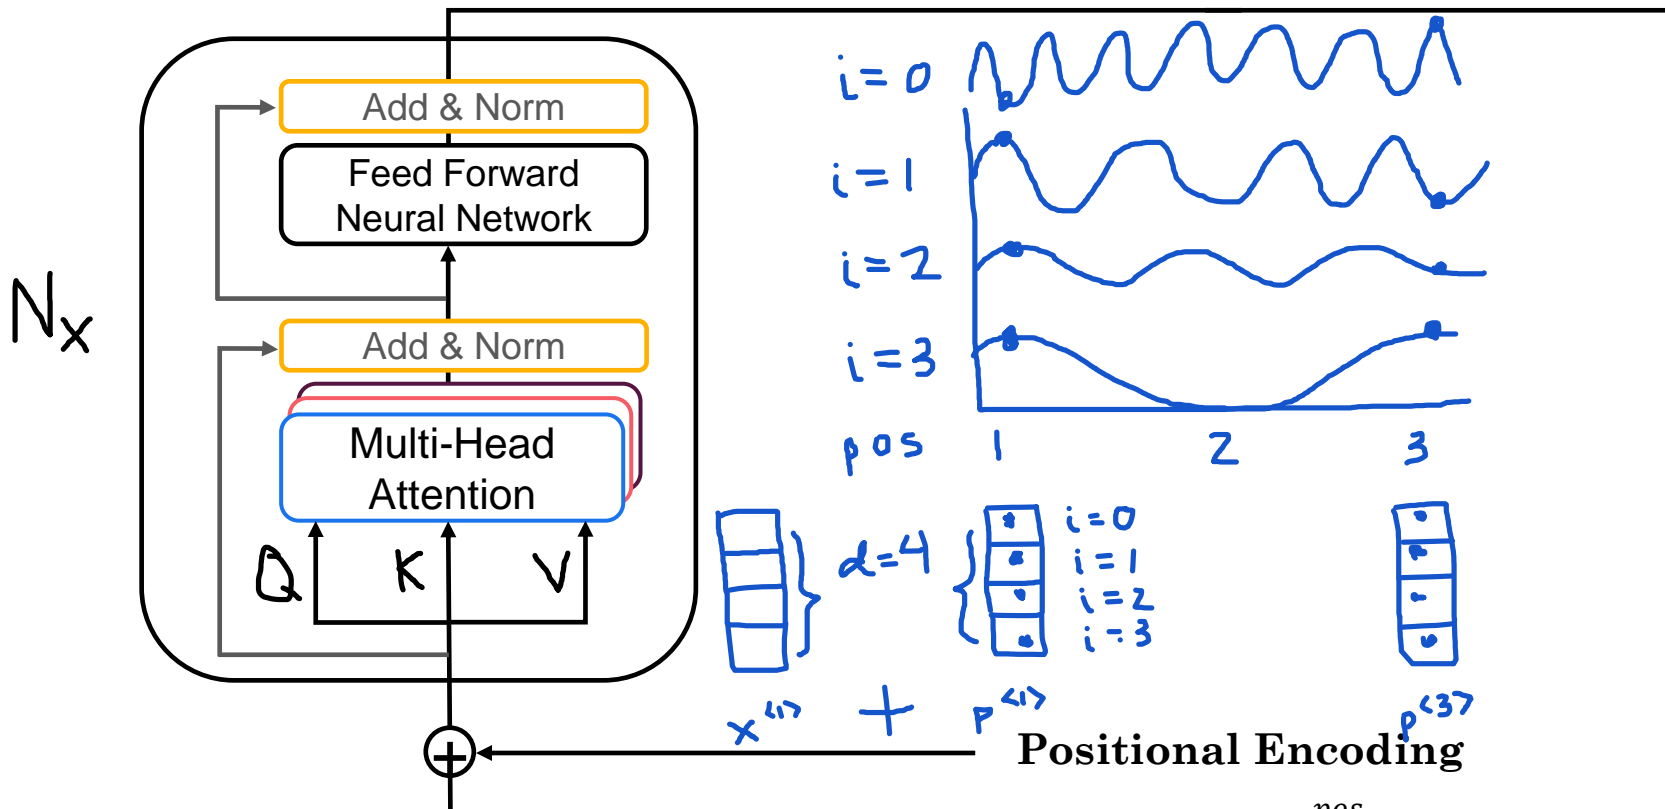 Add & Norm
Feed Forward
Neural Network
Add & Norm
Multi-Head
Attention
Q K V
Nx
i=0
i=1
i=2
i=3
pos 1 2 3
d=4
i=0
i=1
i=2
i=3
x<1> + p<1> p<3>
+
Positional Encoding
pos